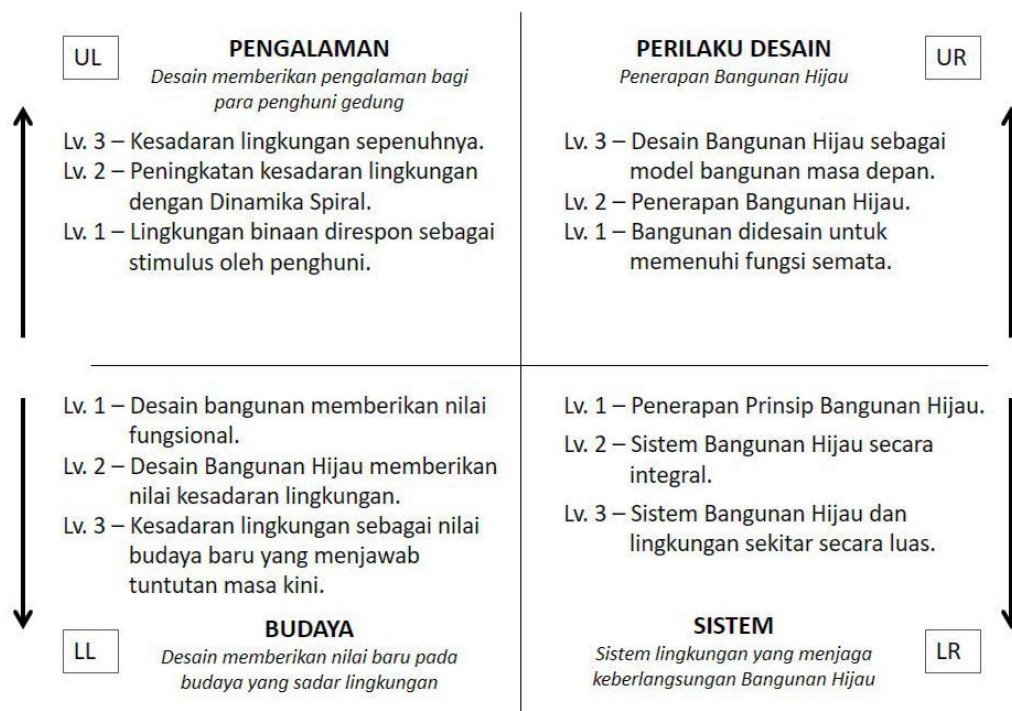 UL
PENGALAMAN
Desain memberikan pengalaman bagi
para penghuni gedung
Lv. 3 – Kesadaran lingkungan sepenuhnya.
Lv. 2 – Peningkatan kesadaran lingkungan
dengan Dinamika Spiral.
Lv. 1 – Lingkungan binaan direspon sebagai
stimulus oleh penghuni.
PERILAKU DESAIN
Penerapan Bangunan Hijau
UR
Lv. 3 – Desain Bangunan Hijau sebagai
model bangunan masa depan.
Lv. 2 – Penerapan Bangunan Hijau.
Lv. 1 – Bangunan didesain untuk
memenuhi fungsi semata.
Lv. 1 – Desain bangunan memberikan nilai
fungsional.
Lv. 2 – Desain Bangunan Hijau memberikan
nilai kesadaran lingkungan.
Lv. 3 – Kesadaran lingkungan sebagai nilai
budaya baru yang menjawab
tuntutan masa kini.
LL
BUDAYA
Desain memberikan nilai baru pada
budaya yang sadar lingkungan
Lv. 1 – Penerapan Prinsip Bangunan Hijau.
Lv. 2 – Sistem Bangunan Hijau secara
integral.
Lv. 3 – Sistem Bangunan Hijau dan
lingkungan sekitar secara luas.
SISTEM
Sistem lingkungan yang menjaga
keberlangsungan Bangunan Hijau
LR